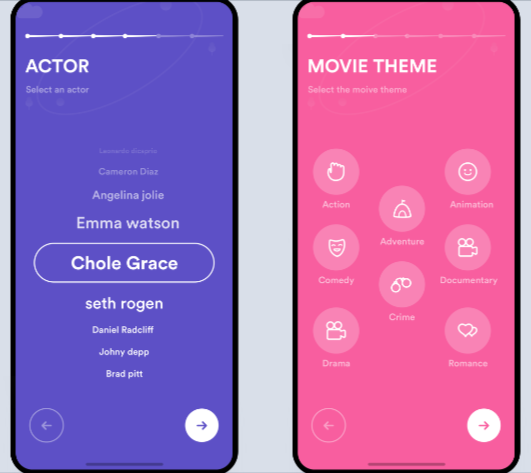 ACTOR
Select an actor
Leonardo dicaprio
Cameron Diaz
Angelina jolie
Emma watson
Chole Grace
seth rogen
Daniel Radcliff
Johny depp
Brad pitt
MOVIE THEME
Select the moive theme
Action
Animation
Adventure
Comedy
Documentary
Crime
Drama
Romance